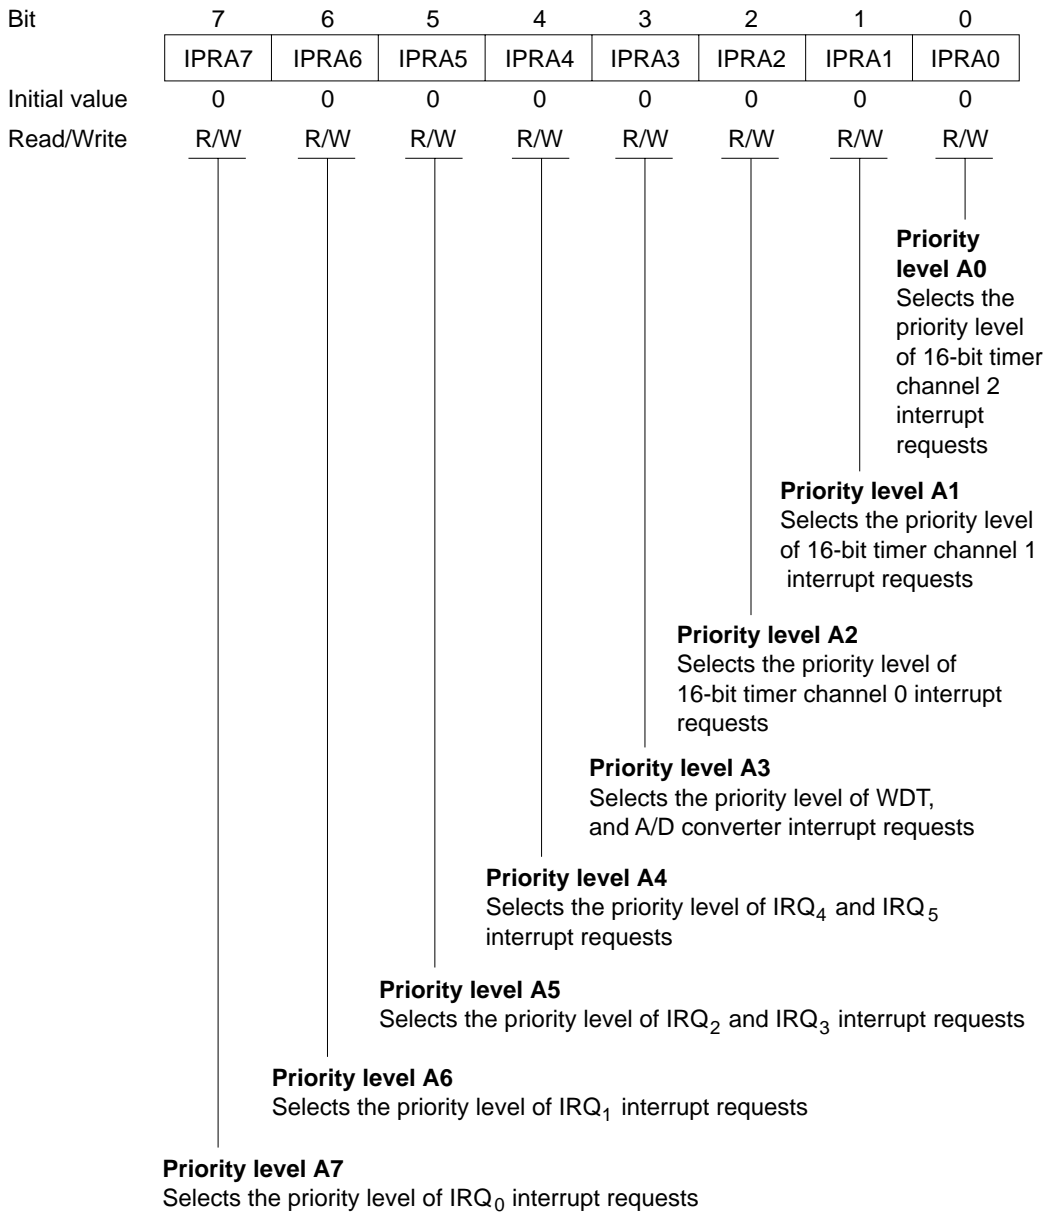 Bit 7 6 5 4 3 2 1 0
IPRA7 IPRA6 IPRA5 IPRA4 IPRA3 IPRA2 IPRA1 IPRA0
Initial value 0 0 0 0 0 0 0 0
Read/Write R/W R/W R/W R/W R/W R/W R/W R/W
Priority
level A0
Selects the
priority level
of 16-bit timer
channel 2
interrupt
requests
Priority level A1
Selects the priority level
of 16-bit timer channel 1
interrupt requests
Priority level A2
Selects the priority level of
16-bit timer channel 0 interrupt
requests
Priority level A3
Selects the priority level of WDT,
and A/D converter interrupt requests
Priority level A4
Selects the priority level of IRQ4 and IRQ5
interrupt requests
Priority level A5
Selects the priority level of IRQ2 and IRQ3 interrupt requests
Priority level A6
Selects the priority level of IRQ1 interrupt requests
Priority level A7
Selects the priority level of IRQ0 interrupt requests